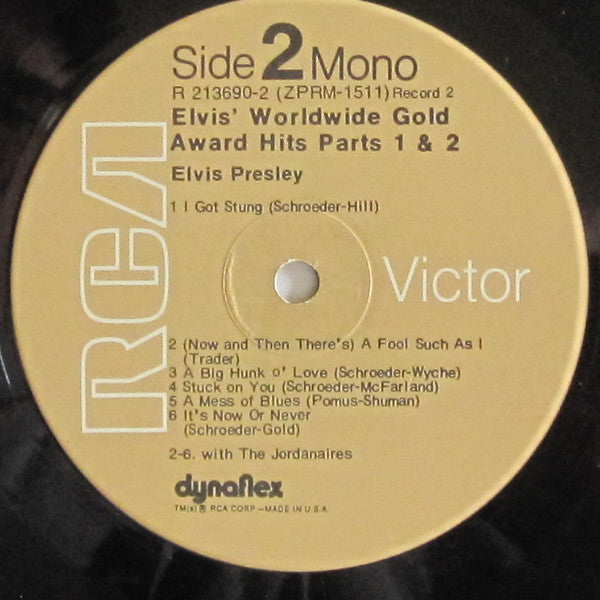 Side 2 Mono
R 213690-2 (ZPRM-1511) Record 2
Elvis' Worldwide Gold
Award Hits Parts 1 & 2
Elvis Presley
1 I Got Stung (Schroeder-Hill)
RCA
Victor
2 (Now and Then There's) A Fool Such As I
(Trader)
3 A Big Hunk o' Love (Schroeder-Wyche)
4 Stuck on You (Schroeder-McFarland)
5 A Mess of Blues (Pomus-Shuman)
6 It's Now Or Never
(Schroeder-Gold)
2-6. with The Jordanaires
dynaflex
TM(s) ® RCA CORP.-MADE IN U.S.A.